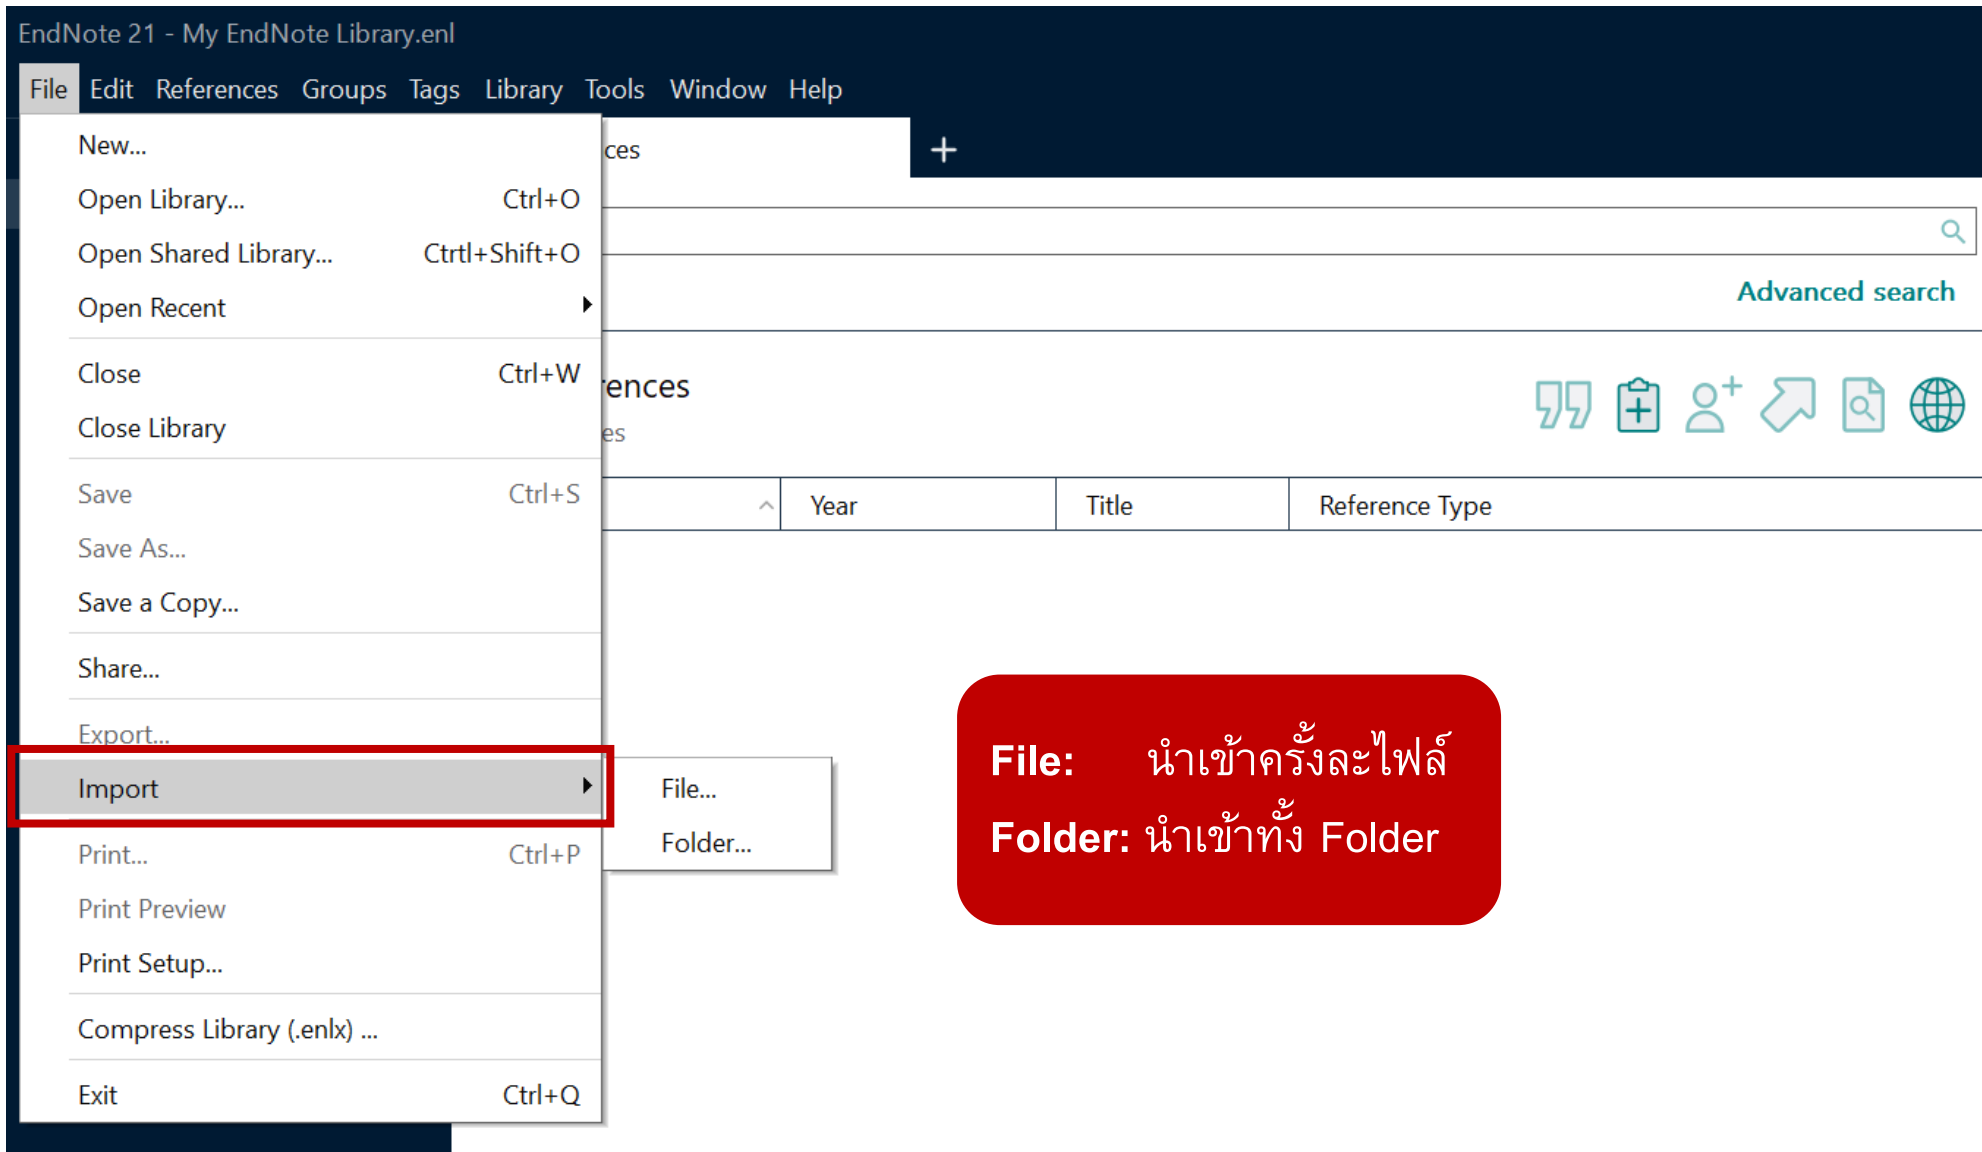 EndNote 21 - My EndNote Library.enl
File Edit References Groups Tags Library Tools Window Help
New...
ces
+
Open Library... Ctrl+O
Open Shared Library... Ctrtl+Shift+O
Advanced search
Open Recent
Close Ctrl+W
rences
Close Library
es
Save Ctrl+S
Year Title Reference Type
Save As...
Save a Copy...
Share...
Export...
Import
File...
Folder...
File: นำเข้าครั้งละไฟล์
Folder: นำเข้าทั้ง Folder
Print... Ctrl+P
Print Preview
Print Setup...
Compress Library (.enlx) ...
Exit Ctrl+Q